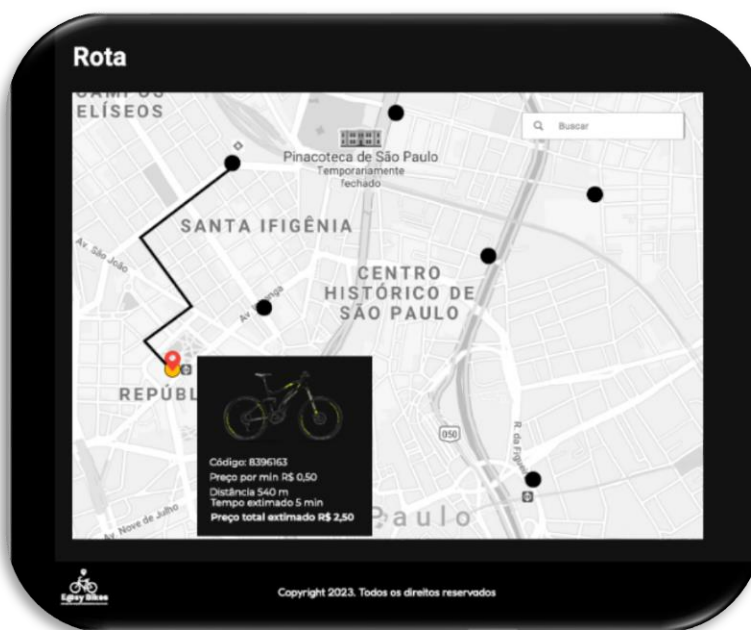 Rota
CAMPOS
ELÍSEOS
Buscar
Pinacoteca de São Paulo
Temporariamente
fechado
SANTA IFIGÊNIA
Av. São João
CENTRO
HISTÓRICO DE
SÃO PAULO
Av.
REPÚBL
050
R. da Figuei
Código: 8396163
Preço por min R$ 0,50
Distância 540 m
Tempo extimado 5 min
Preço total extimado R$ 2,50
Paulo
Av. Nove de Julho
Copyright 2023. Todos os direitos reservados